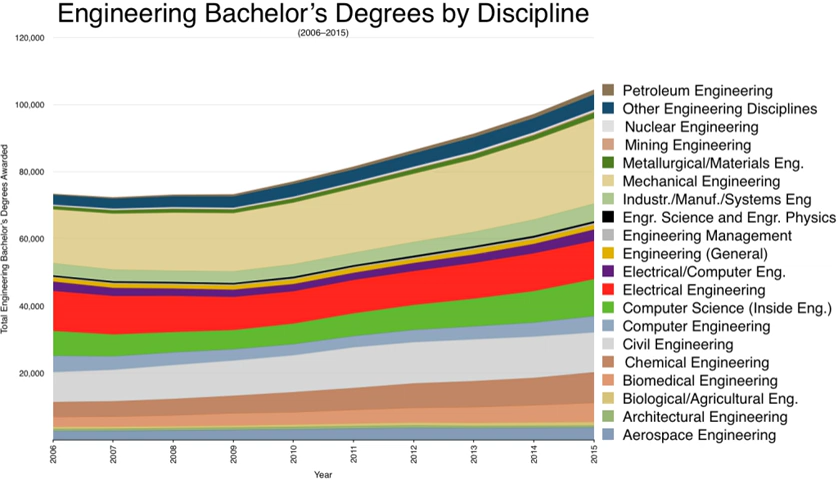 Engineering Bachelor's Degrees by Discipline
(2006–2015)
Total Engineering Bachelor's Degrees Awarded
120,000
100,000
80,000
60,000
40,000
20,000
2006
2007
2008
2009
2010
2011
2012
2013
2014
2015
Year
Petroleum Engineering
Other Engineering Disciplines
Nuclear Engineering
Mining Engineering
Metallurgical/Materials Eng.
Mechanical Engineering
Industr./Manuf./Systems Eng
Engr. Science and Engr. Physics
Engineering Management
Engineering (General)
Electrical/Computer Eng.
Electrical Engineering
Computer Science (Inside Eng.)
Computer Engineering
Civil Engineering
Chemical Engineering
Biomedical Engineering
Biological/Agricultural Eng.
Architectural Engineering
Aerospace Engineering